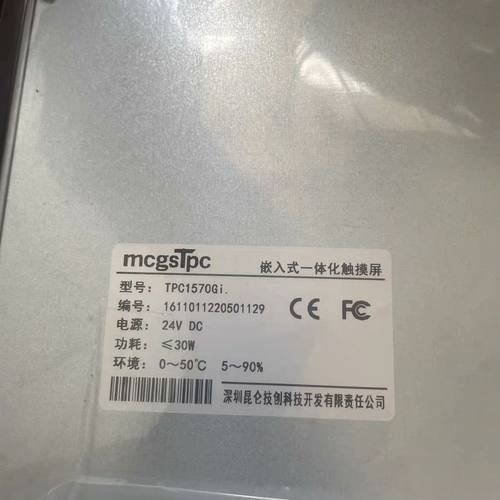 mcgsTpc 嵌入式一体化触摸屏
型号： TPC1570Gi.
编号： 1611011220501129
电源： 24V DC
功耗： ≤30W
环境： 0～50℃ 5～90%
CE FC
深圳昆仑技创科技开发有限责任公司